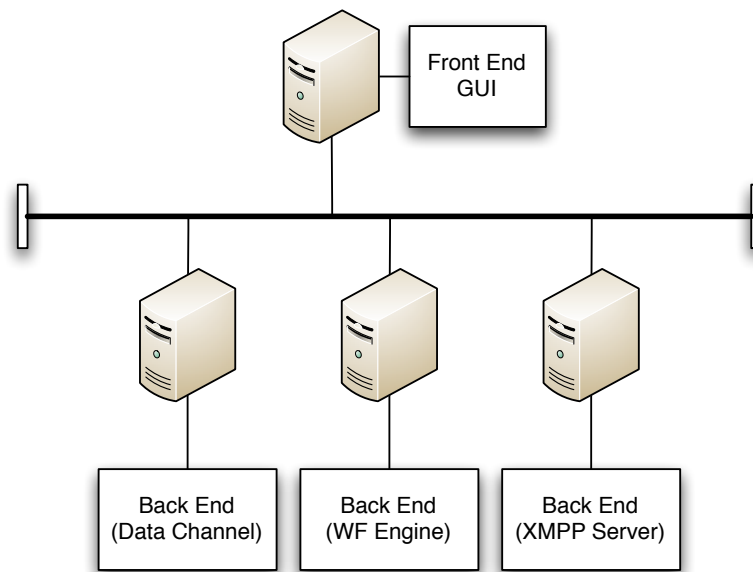 Front End
GUI
Back End
(Data Channel)
Back End
(WF Engine)
Back End
(XMPP Server)